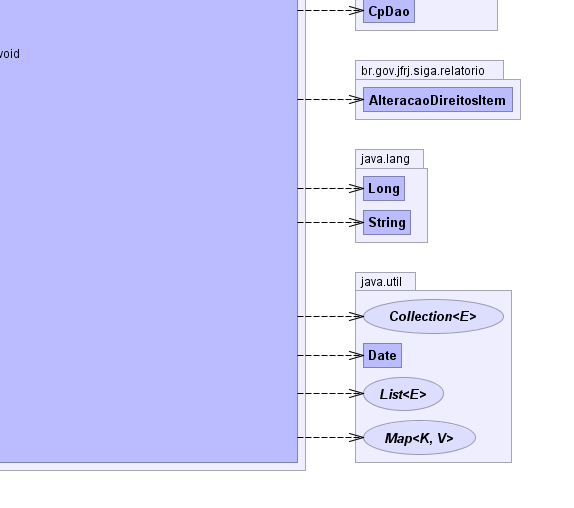 CpDao
void
br.gov.jfrj.siga.relatorio
AlteracaoDireitosItem
java.lang
Long
String
java.util
Collection<E>
Date
List<E>
Map<K, V>